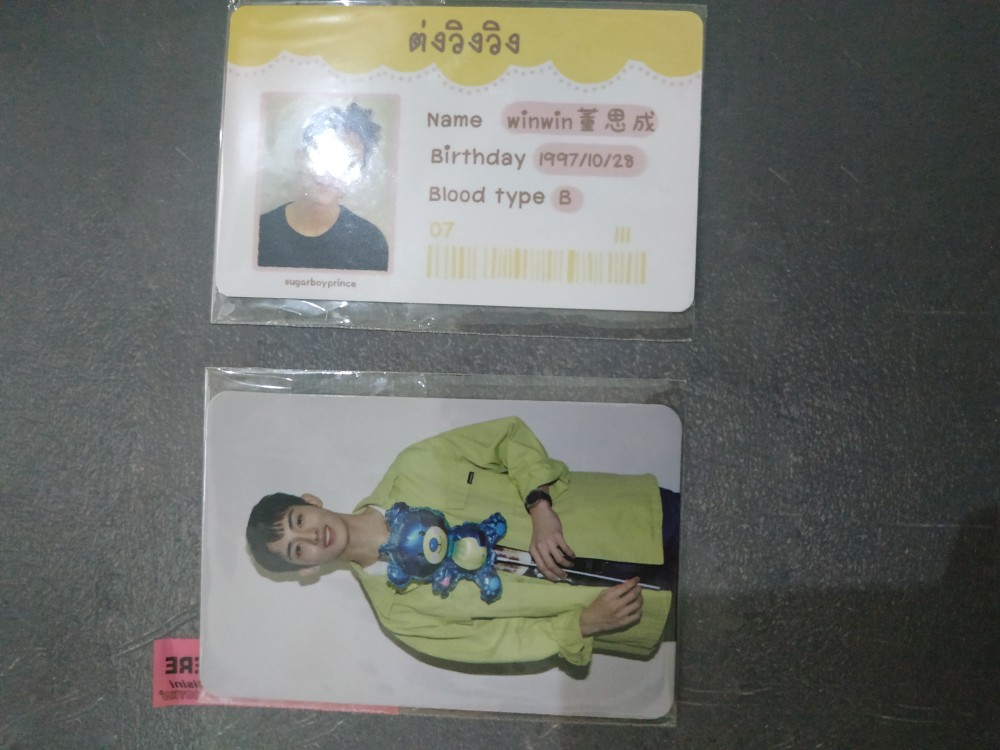 ต่งวิงวิง
Name winwin董思成
Birthday 1997/10/28
Blood type B
07
sugarboyprince